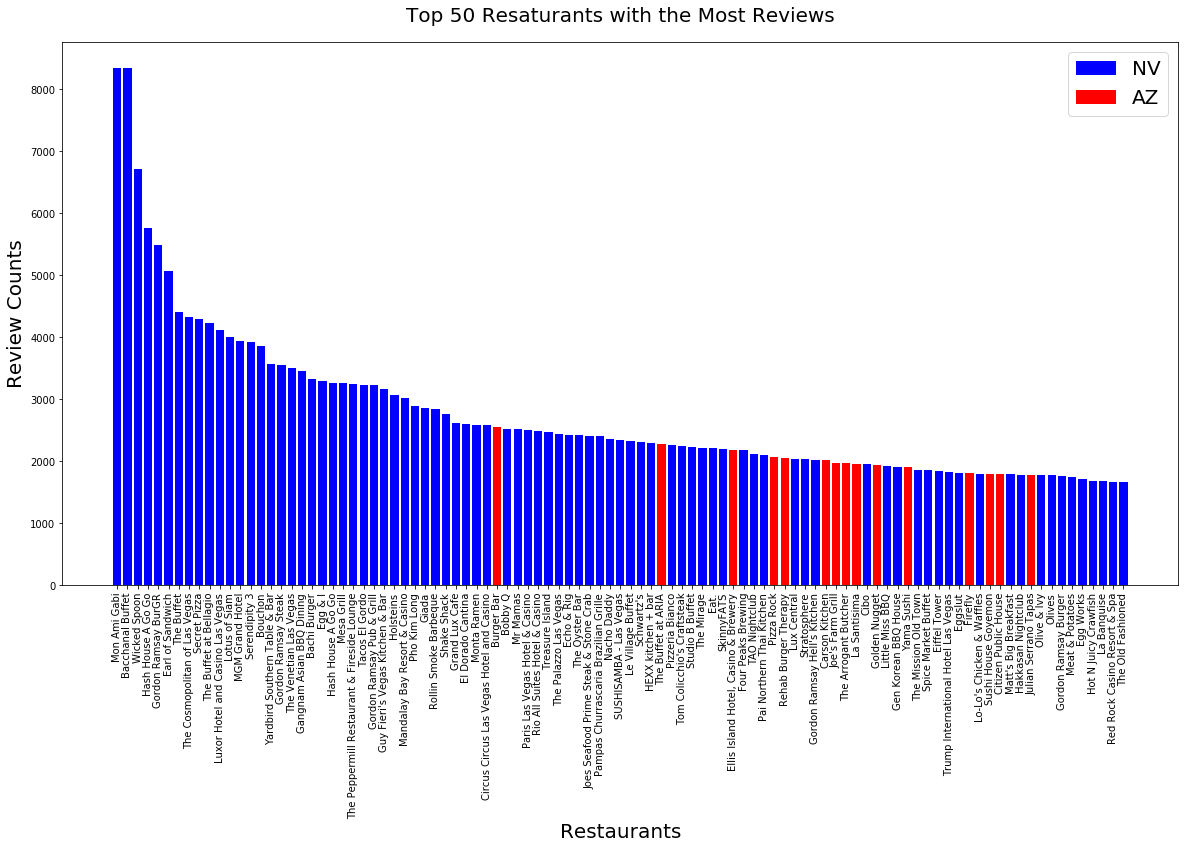 Top 50 Resaturants with the Most Reviews
NV
AZ
Review Counts
8000
7000
6000
5000
4000
3000
2000
1000
0
Mon Ami Gabi
Bacchanal Buffet
Wicked Spoon
Hash House A Go Go
Gordon Ramsay BurGR
Earl of Sandwich
The Buffet
The Cosmopolitan of Las Vegas
Secret Pizza
The Buffet at Bellagio
Luxor Hotel and Casino Las Vegas
Lotus of Siam
MGM Grand Hotel
Serendipity 3
Bouchon
Yardbird Southern Table & Bar
Gordon Ramsay Steak
The Venetian Las Vegas
Gangnam Asian BBQ Dining
Bachi Burger
Egg & I
Hash House A Go Go
Mesa Grill
The Peppermill Restaurant & Fireside Lounge
Tacos El Gordo
Gordon Ramsay Pub & Grill
Guy Fieri's Vegas Kitchen & Bar
Holsteins
Mandalay Bay Resort & Casino
Pho Kim Long
Giada
Rollin Smoke Barbeque
Shake Shack
Grand Lux Cafe
El Dorado Cantina
Monta Ramen
Circus Circus Las Vegas Hotel and Casino
Burger Bar
Bobby Q
Mr Mamas
Paris Las Vegas Hotel & Casino
Rio All Suites Hotel & Casino
Treasure Island
The Palazzo Las Vegas
Echo & Rig
The Oyster Bar
Joes Seafood Prime Steak & Stone Crab
Pampas Churrascaria Brazilian Grille
Nacho Daddy
SUSHISAMBA - Las Vegas
Le Village Buffet
Schwartz's
HEXX kitchen + bar
The Buffet at ARIA
Pizzeria Bianco
Tom Colicchio's Craftsteak
Studio B Buffet
The Mirage
Eat
SkinnyFATS
Ellis Island Hotel, Casino & Brewery
Four Peaks Brewing
TAO Nightclub
Pai Northern Thai Kitchen
Pizza Rock
Rehab Burger Therapy
Lux Central
Stratosphere
Gordon Ramsay Hell's Kitchen
Carson Kitchen
Joe's Farm Grill
The Arrogant Butcher
La Santisima
Cibo
Golden Nugget
Little Miss BBQ
Gen Korean BBQ House
Yama Sushi
The Mission Old Town
Spice Market Buffet
Eiffel Tower
Trump International Hotel Las Vegas
Eggslut
Firefly
Lo-Lo's Chicken & Waffles
Sushi House Goyemon
Citizen Public House
Matt's Big Breakfast
Hakkasan Nightclub
Julian Serrano Tapas
Olive & Ivy
Olives
Gordon Ramsay Burger
Meat & Potatoes
Egg Works
Hot N Juicy Crawfish
La Banquise
Red Rock Casino Resort & Spa
The Old Fashioned
Restaurants